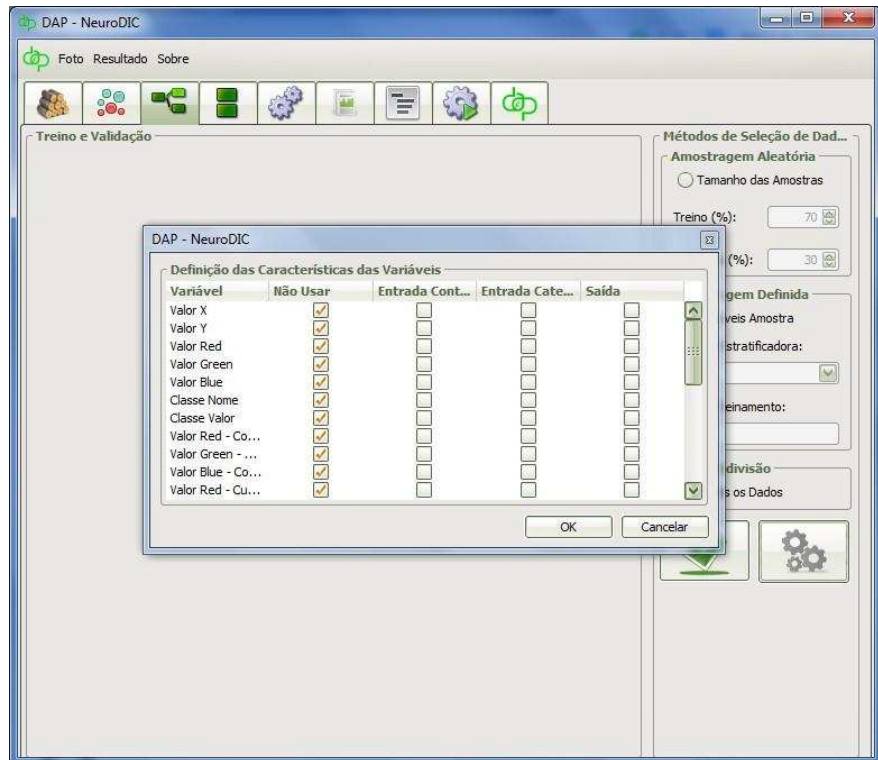 DAP - NeuroDIC
Foto Resultado Sobre
Treino e Validação
Métodos de Seleção de Dad...
Amostragem Aleatória
Tamanho das Amostras
Treino (%): 70
(%): 30
DAP - NeuroDIC
Definição das Características das Variáveis
Variável Não Usar Entrada Cont... Entrada Cate... Saída
Valor X
Valor Y
Valor Red
Valor Green
Valor Blue
Classe Nome
Classe Valor
Valor Red - Co...
Valor Green - ...
Valor Blue - Co...
Valor Red - Cu...
OK Cancelar
gem Definida
veis Amostra
stratificadora:
einamento:
divisão
s os Dados